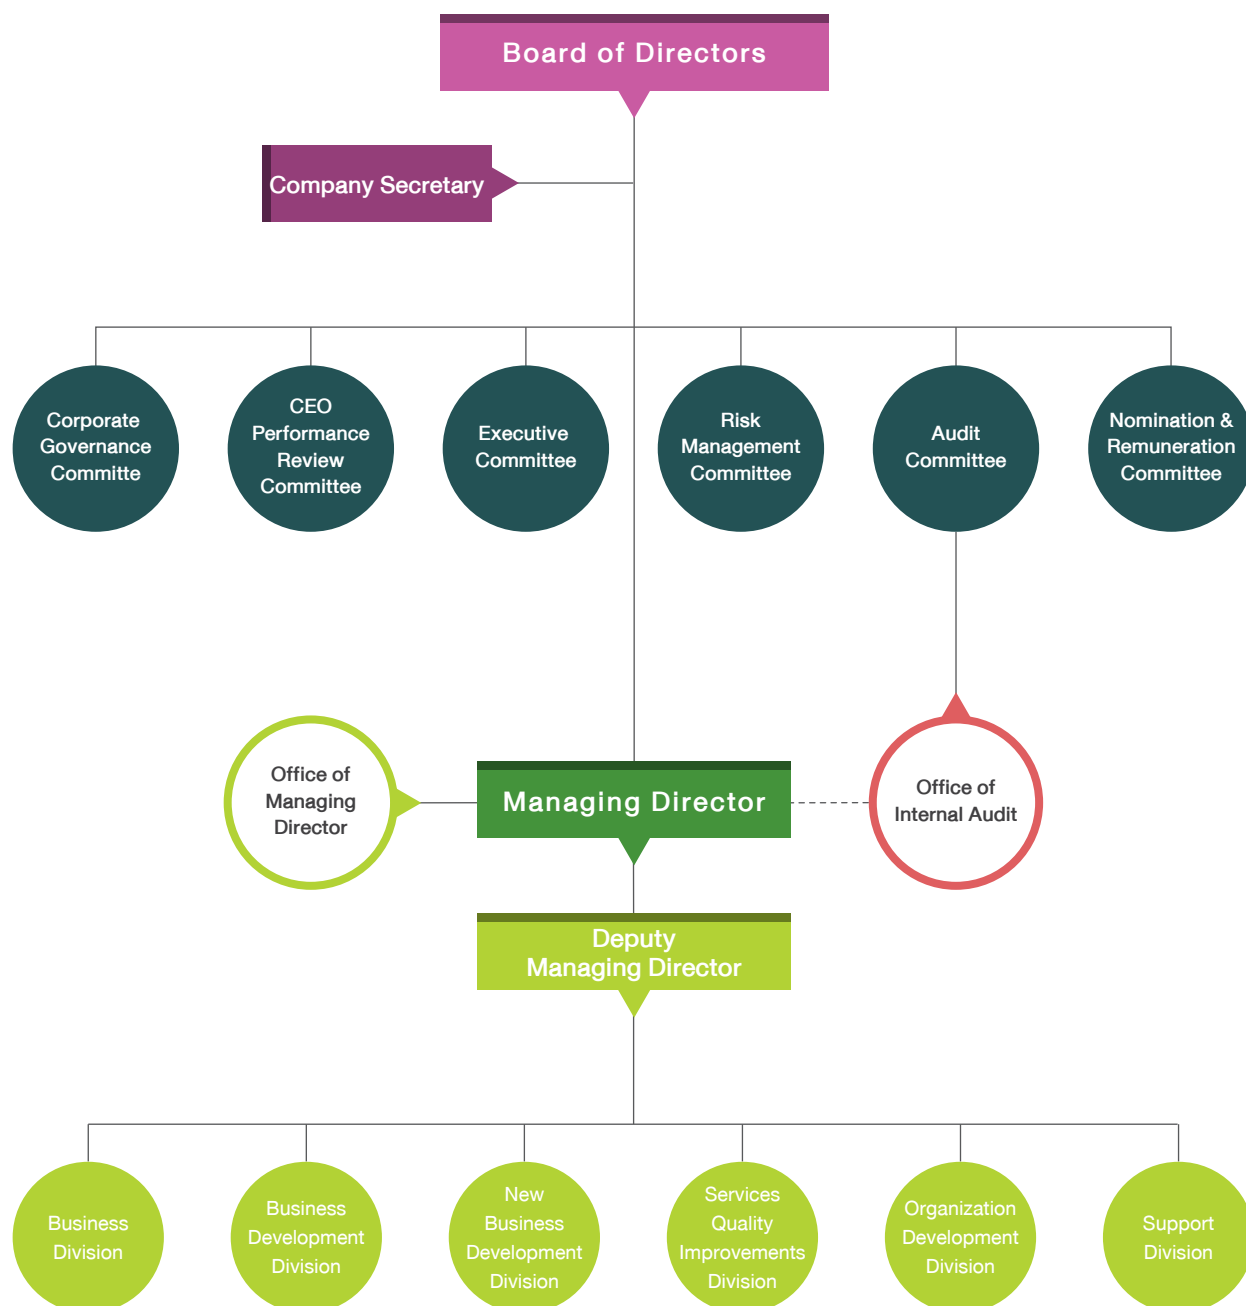 Board of Directors
Company Secretary
Corporate
Governance
Committe
CEO
Performance
Review
Committee
Executive
Committee
Risk
Management
Committee
Audit
Committee
Nomination &
Remuneration
Committee
Office of
Managing
Director
Managing Director
Office of
Internal Audit
Deputy
Managing Director
Business
Division
Business
Development
Division
New
Business
Development
Division
Services
Quality
Improvements
Division
Organization
Development
Division
Support
Division